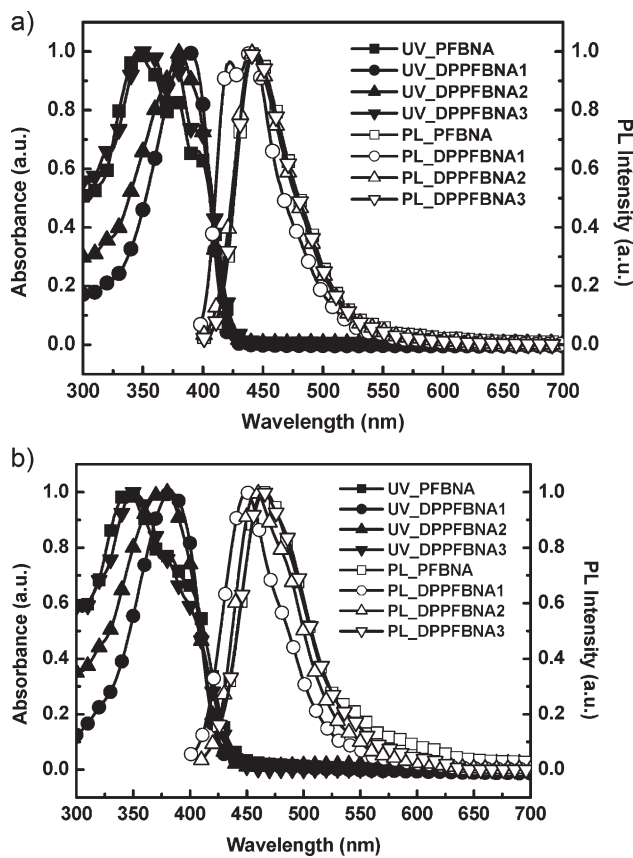 a)
1.0
0.8
0.6
0.4
0.2
0.0
Absorbance (a.u.)
UV_PFBNA
UV_DPPFBNA1
UV_DPPFBNA2
UV_DPPFBNA3
PL_PFBNA
PL_DPPFBNA1
PL_DPPFBNA2
PL_DPPFBNA3
1.0
0.8
0.6
0.4
0.2
0.0
PL Intensity (a.u.)
300 350 400 450 500 550 600 650 700
Wavelength (nm)
b)
1.0
0.8
0.6
0.4
0.2
0.0
Absorbance (a.u.)
UV_PFBNA
UV_DPPFBNA1
UV_DPPFBNA2
UV_DPPFBNA3
PL_PFBNA
PL_DPPFBNA1
PL_DPPFBNA2
PL_DPPFBNA3
1.0
0.8
0.6
0.4
0.2
0.0
PL Intensity (a.u.)
300 350 400 450 500 550 600 650 700
Wavelength (nm)